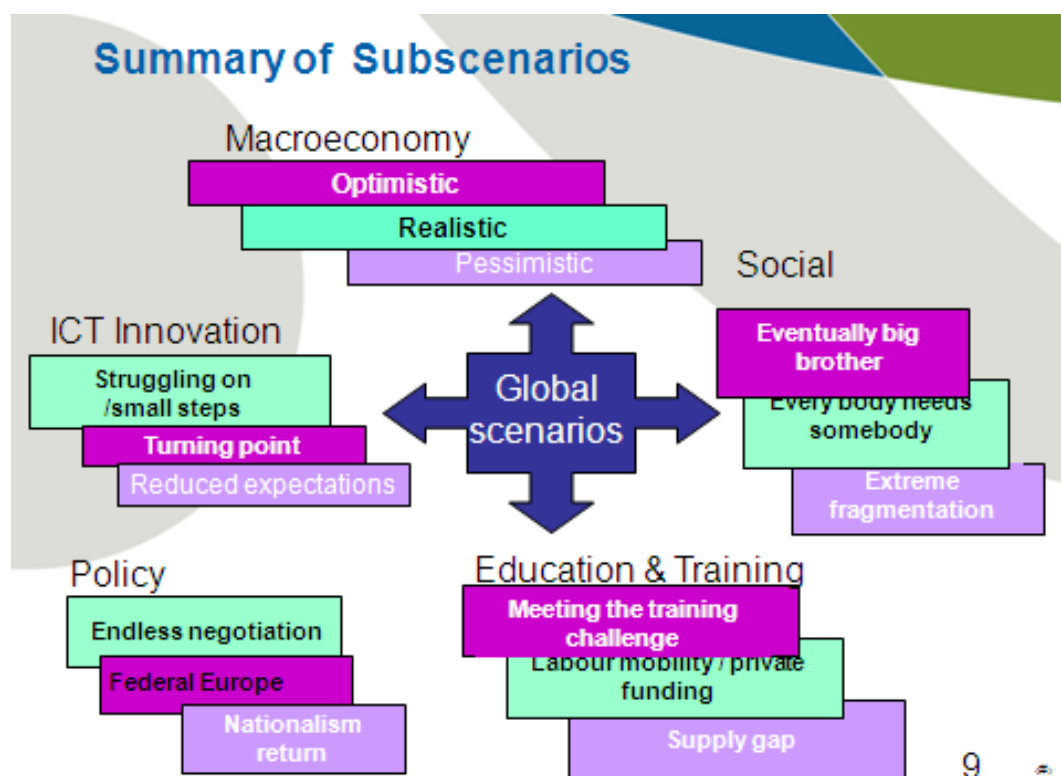 Summary of Subscenarios
Macroeconomy
Optimistic
Realistic
Pessimistic
Social
Eventually big
brother
Every body needs
somebody
Extreme
fragmentation
ICT Innovation
Struggling on
/small steps
Turning point
Reduced expectations
Global
scenarios
Policy
Endless negotiation
Federal Europe
Nationalism
return
Education & Training
Meeting the training
challenge
Labour mobility / private
funding
Supply gap
9